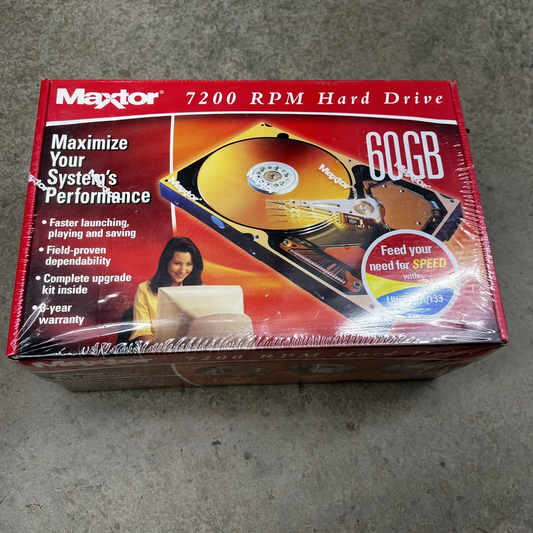 Maxtor® 7200 RPM Hard Drive
Maximize
Your
System's
Performance
• Faster launching,
playing and saving
• Field-proven
dependability
• Complete upgrade
kit inside
-year
warranty
60GB
Maxtor
Maxtor
Feed your
need for SPEED
with
Maxtor